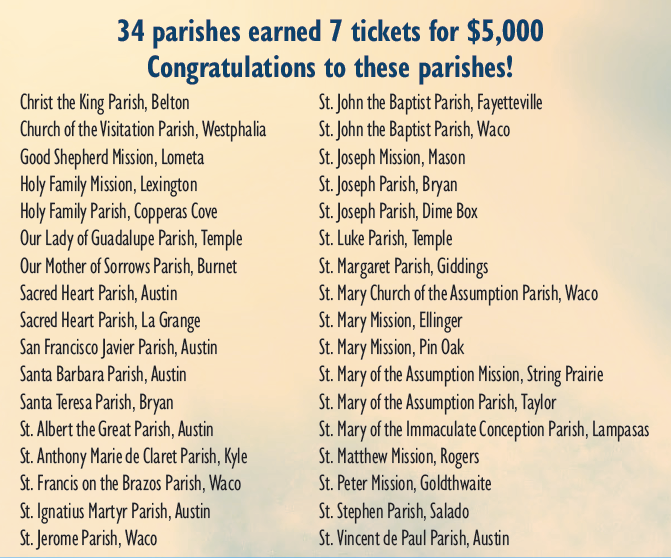 34 parishes earned 7 tickets for $5,000
Congratulations to these parishes!
Christ the King Parish, Belton
Church of the Visitation Parish, Westphalia
Good Shepherd Mission, Lometa
Holy Family Mission, Lexington
Holy Family Parish, Copperas Cove
Our Lady of Guadalupe Parish, Temple
Our Mother of Sorrows Parish, Burnet
Sacred Heart Parish, Austin
Sacred Heart Parish, La Grange
San Francisco Javier Parish, Austin
Santa Barbara Parish, Austin
Santa Teresa Parish, Bryan
St. Albert the Great Parish, Austin
St. Anthony Marie de Claret Parish, Kyle
St. Francis on the Brazos Parish, Waco
St. Ignatius Martyr Parish, Austin
St. Jerome Parish, Waco
St. John the Baptist Parish, Fayetteville
St. John the Baptist Parish, Waco
St. Joseph Mission, Mason
St. Joseph Parish, Bryan
St. Joseph Parish, Dime Box
St. Luke Parish, Temple
St. Margaret Parish, Giddings
St. Mary Church of the Assumption Parish, Waco
St. Mary Mission, Ellinger
St. Mary Mission, Pin Oak
St. Mary of the Assumption Mission, String Prairie
St. Mary of the Assumption Parish, Taylor
St. Mary of the Immaculate Conception Parish, Lampasas
St. Matthew Mission, Rogers
St. Peter Mission, Goldthwaite
St. Stephen Parish, Salado
St. Vincent de Paul Parish, Austin